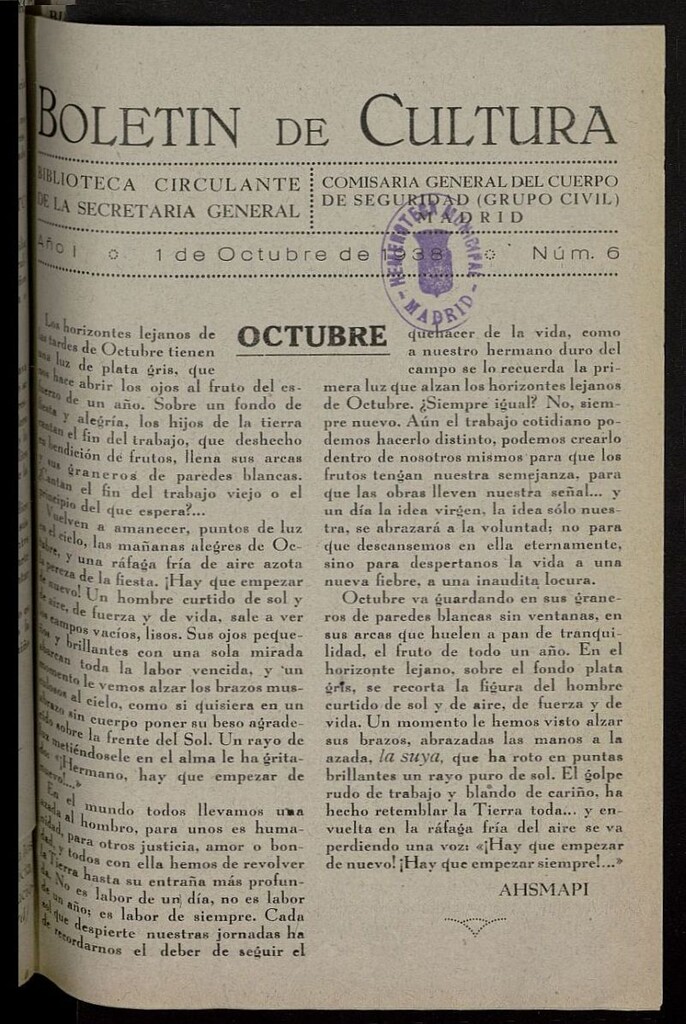 BOLETIN DE CULTURA
BIBLIOTECA CIRCULANTE
DE LA SECRETARIA GENERAL
COMISARIA GENERAL DEL CUERPO
DE SEGURIDAD (GRUPO CIVIL)
MADRID
Año I 1 de Octubre de 1938 Núm. 6
HEMEROTECA MUNICIPAL
- MADRID -
OCTUBRE
Los horizontes lejanos de
las tardes de Octubre tienen
una luz de plata gris, que
nos hace abrir los ojos al fruto del es-
fuerzo de un año. Sobre un fondo de
fiesta y alegría, los hijos de la tierra
cantan el fin del trabajo, que deshecho
en bendición de frutos, llena sus arcas
y sus graneros de paredes blancas.
¿Cantan el fin del trabajo viejo o el
principio del que espera?...
Vuelven a amanecer, puntos de luz
en el cielo, las mañanas alegres de Oc-
tubre, y una ráfaga fría de aire azota
la pereza de la fiesta. ¡Hay que empezar
de nuevo! Un hombre curtido de sol y
de aire, de fuerza y de vida, sale a ver
los campos vacíos, lisos. Sus ojos peque-
ños y brillantes con una sola mirada
abarcan toda la labor vencida, y un
momento le vemos alzar los brazos mus-
culosos al cielo, como si quisiera en un
abrazo sin cuerpo poner su beso agrade-
cido sobre la frente del Sol. Un rayo de
luz metiéndosele en el alma le ha grita-
do: «¡Hermano, hay que empezar de
nuevo!...»
En el mundo todos llevamos una
azada al hombro, para unos es huma-
nidad, para otros justicia, amor o bon-
dad, y todos con ella hemos de revolver
la Tierra hasta su entraña más profun-
da. No es labor de un día, no es labor
de un año; es labor de siempre. Cada
sol que despierte nuestras jornadas ha
de recordarnos el deber de seguir el
quehacer de la vida, como
a nuestro hermano duro del
campo se lo recuerda la pri-
mera luz que alzan los horizontes lejanos
de Octubre. ¿Siempre igual? No, siem-
pre nuevo. Aún el trabajo cotidiano po-
demos hacerlo distinto, podemos crearlo
dentro de nosotros mismos para que los
frutos tengan nuestra semejanza, para
que las obras lleven nuestra señal... y
un día la idea virgen, la idea sólo nues-
tra, se abrazará a la voluntad; no para
que descansemos en ella eternamente,
sino para despertanos la vida a una
nueva fiebre, a una inaudita locura.
Octubre va guardando en sus grane-
ros de paredes blancas sin ventanas, en
sus arcas que huelen a pan de tranqui-
lidad, el fruto de todo un año. En el
horizonte lejano, sobre el fondo plata
gris, se recorta la figura del hombre
curtido de sol y de aire, de fuerza y de
vida. Un momento le hemos visto alzar
sus brazos, abrazadas las manos a la
azada, la suya, que ha roto en puntas
brillantes un rayo puro de sol. El golpe
rudo de trabajo y blando de cariño, ha
hecho retemblar la Tierra toda... y en-
vuelta en la ráfaga fría del aire se va
perdiendo una voz: «¡Hay que empezar
de nuevo! ¡Hay que empezar siempre!...»
AHSMAPI